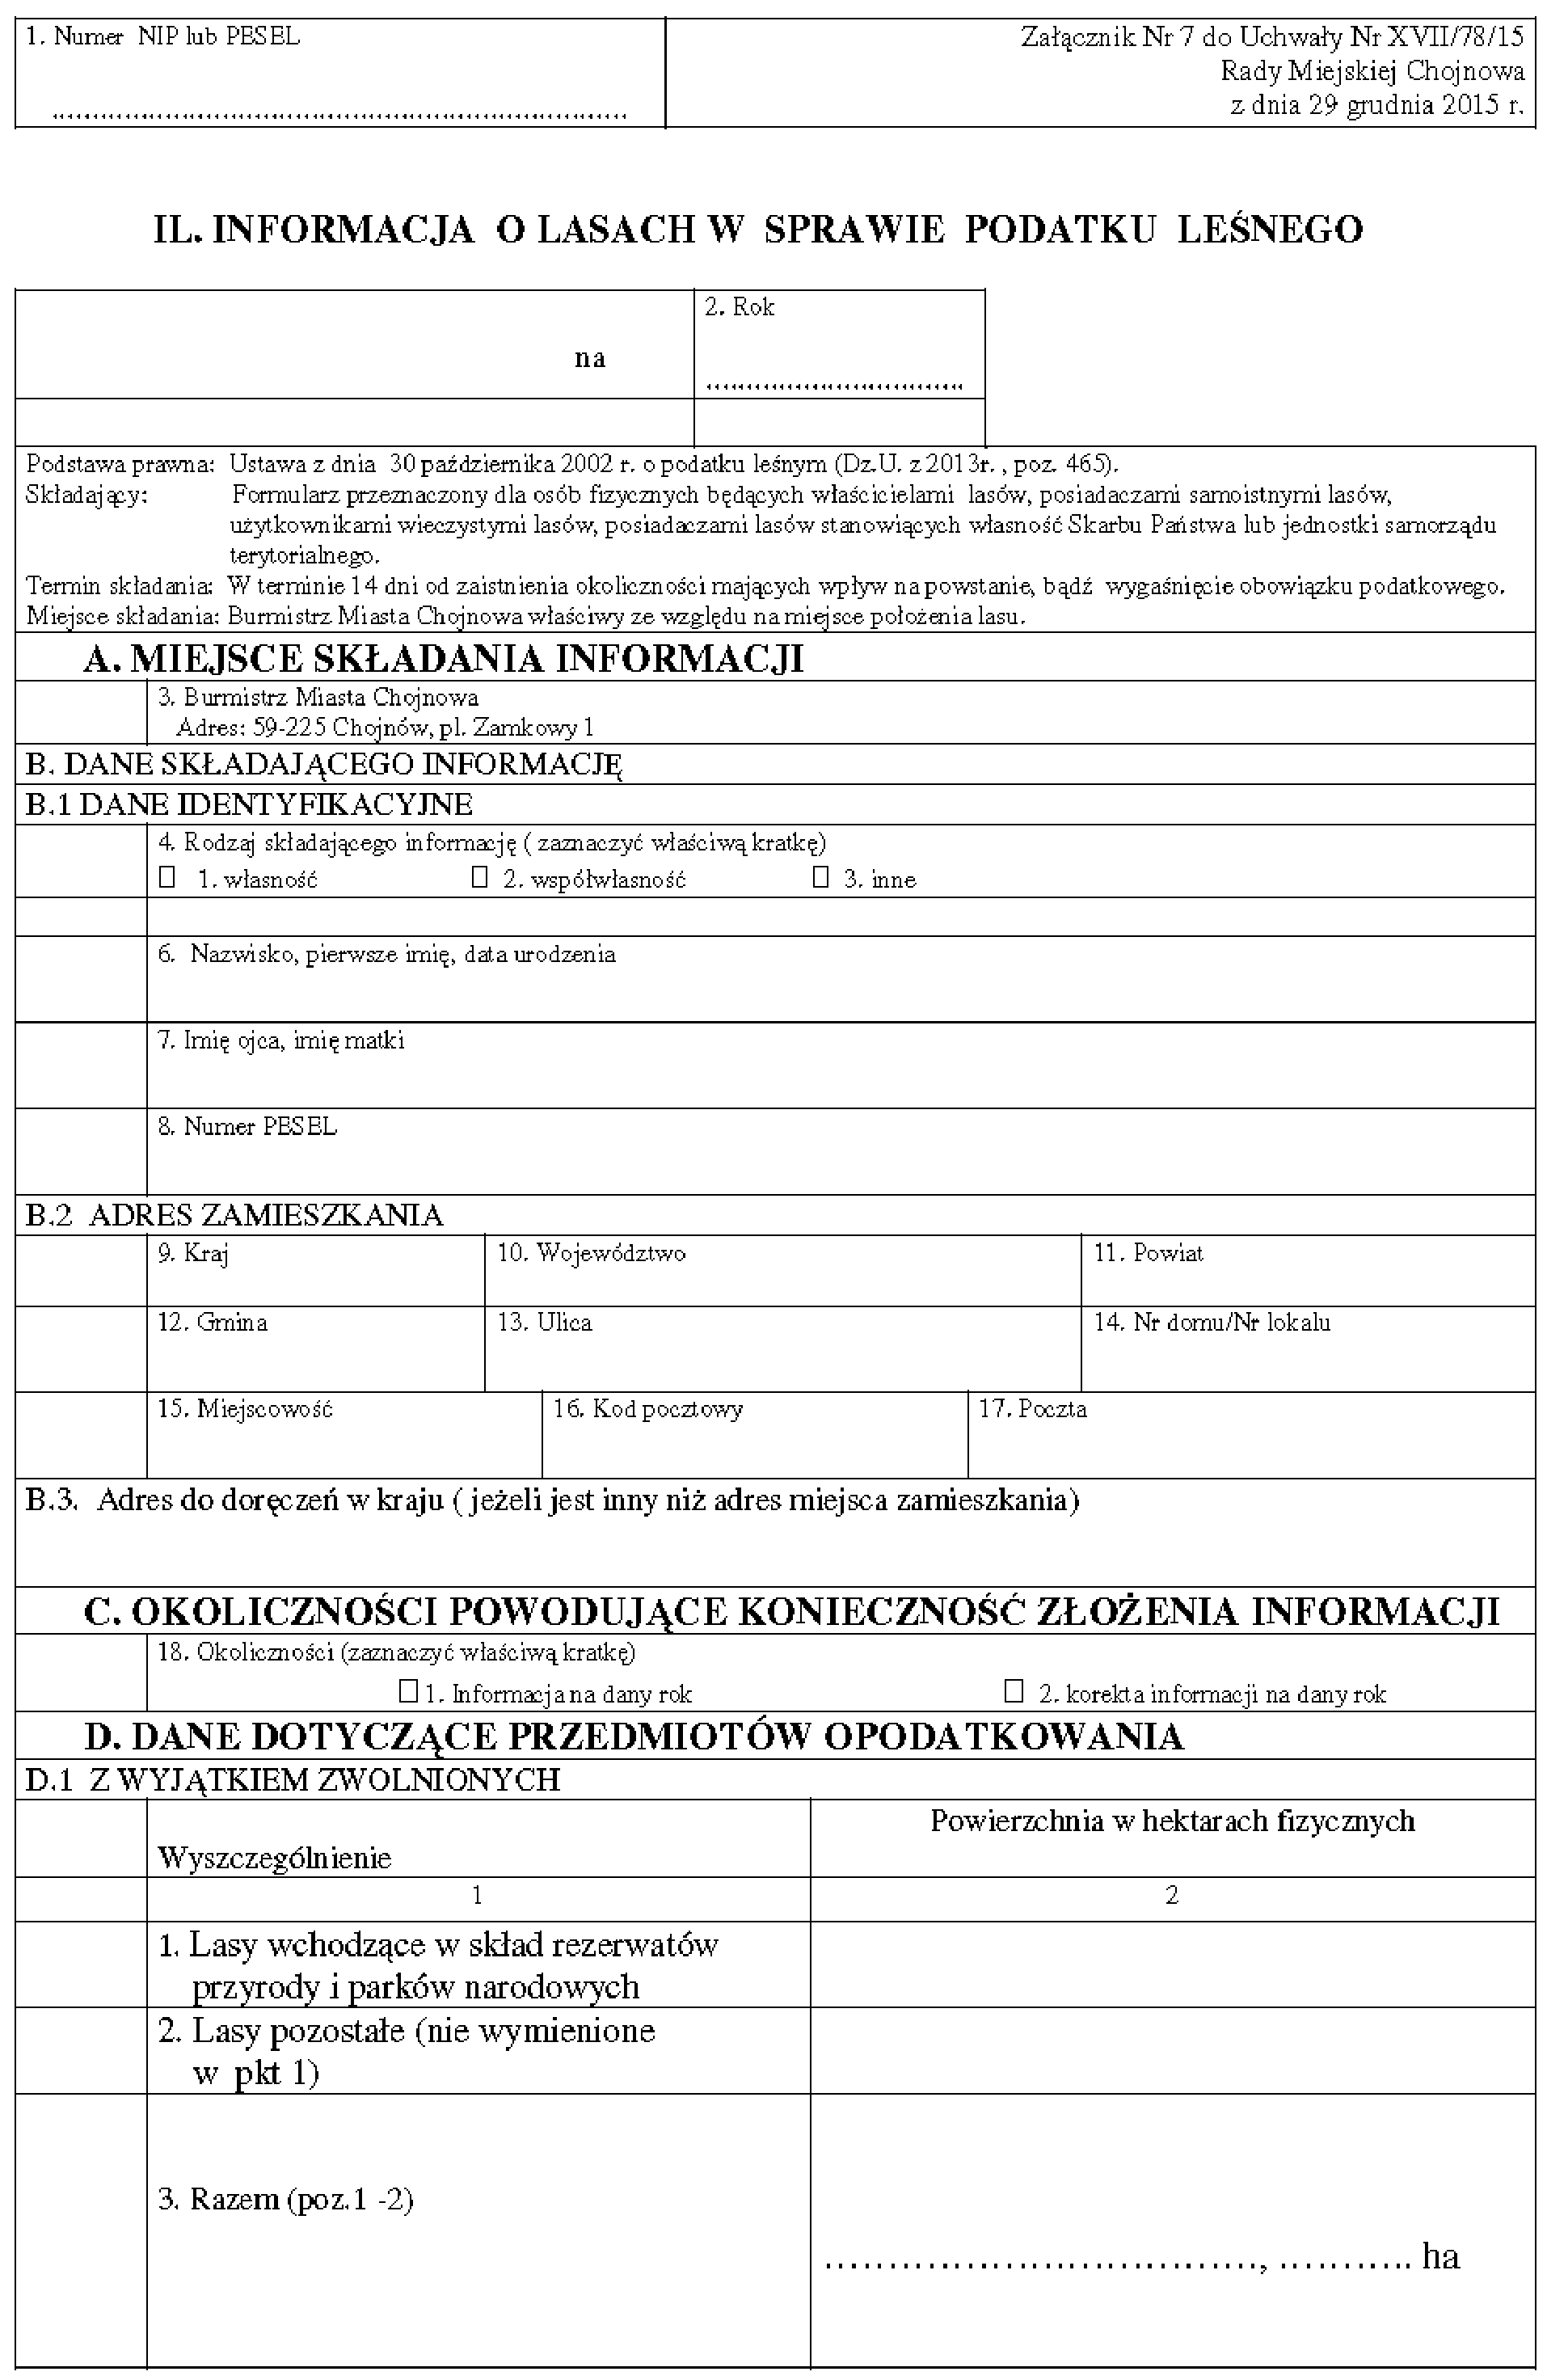 1. Numer NIP lub PESEL
...............................................................
Załącznik Nr 7 do Uchwały Nr XVII/78/15
Rady Miejskiej Chojnowa
z dnia 29 grudnia 2015 r.
IL. INFORMACJA O LASACH W SPRAWIE PODATKU LEŚNEGO
na
2. Rok
................................
Podstawa prawna: Ustawa z dnia 30 października 2002 r. o podatku leśnym (Dz.U. z 2013r. , poz. 465).
Składający: Formularz przeznaczony dla osób fizycznych będących właścicielami lasów, posiadaczami samoistnymi lasów,
użytkownikami wieczystymi lasów, posiadaczami lasów stanowiących własność Skarbu Państwa lub jednostki samorządu
terytorialnego.
Termin składania: W terminie 14 dni od zaistnienia okoliczności mających wpływ na powstanie, bądź wygaśnięcie obowiązku podatkowego.
Miejsce składania: Burmistrz Miasta Chojnowa właściwy ze względu na miejsce położenia lasu.
A. MIEJSCE SKŁADANIA INFORMACJI
3. Burmistrz Miasta Chojnowa
Adres: 59-225 Chojnów, pl. Zamkowy 1
B. DANE SKŁADAJĄCEGO INFORMACJĘ
B.1 DANE IDENTYFIKACYJNE
4. Rodzaj składającego informację ( zaznaczyć właściwą kratkę)
☐ 1. własność ☐ 2. współwłasność ☐ 3. inne
6. Nazwisko, pierwsze imię, data urodzenia
7. Imię ojca, imię matki
8. Numer PESEL
B.2 ADRES ZAMIESZKANIA
9. Kraj 10. Województwo 11. Powiat
12. Gmina 13. Ulica 14. Nr domu/Nr lokalu
15. Miejscowość 16. Kod pocztowy 17. Poczta
B.3. Adres do doręczeń w kraju ( jeżeli jest inny niż adres miejsca zamieszkania)
C. OKOLICZNOŚCI POWODUJĄCE KONIECZNOŚĆ ZŁOŻENIA INFORMACJI
18. Okoliczności (zaznaczyć właściwą kratkę)
☐ 1. Informacja na dany rok ☐ 2. korekta informacji na dany rok
D. DANE DOTYCZĄCE PRZEDMIOTÓW OPODATKOWANIA
D.1 Z WYJĄTKIEM ZWOLNIONYCH
Wyszczególnienie
Powierzchnia w hektarach fizycznych
1 2
1. Lasy wchodzące w skład rezerwatów
przyrody i parków narodowych
2. Lasy pozostałe (nie wymienione
w pkt 1)
3. Razem (poz.1 -2)
.................................., ........... ha